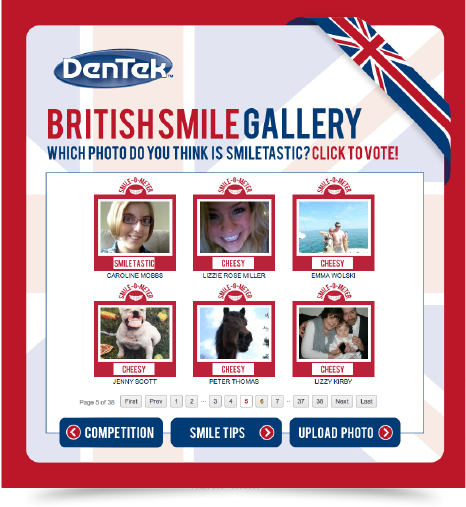 DenTek™
BRITISH SMILE GALLERY
WHICH PHOTO DO YOU THINK IS SMILETASTIC? CLICK TO VOTE!
SMILE-O-METER SMILE-O-METER SMILE-O-METER
SMILETASTIC CHEESY CHEESY
CAROLINE MOBBS LIZZIE ROSE MILLER EMMA WOLSKI
SMILE-O-METER SMILE-O-METER SMILE-O-METER
CHEESY CHEESY CHEESY
JENNY SCOTT PETER THOMAS LIZZY KIRBY
Page 5 of 38 First Prev 1 2 ... 3 4 5 6 7 ... 37 38 Next Last
COMPETITION SMILE TIPS UPLOAD PHOTO